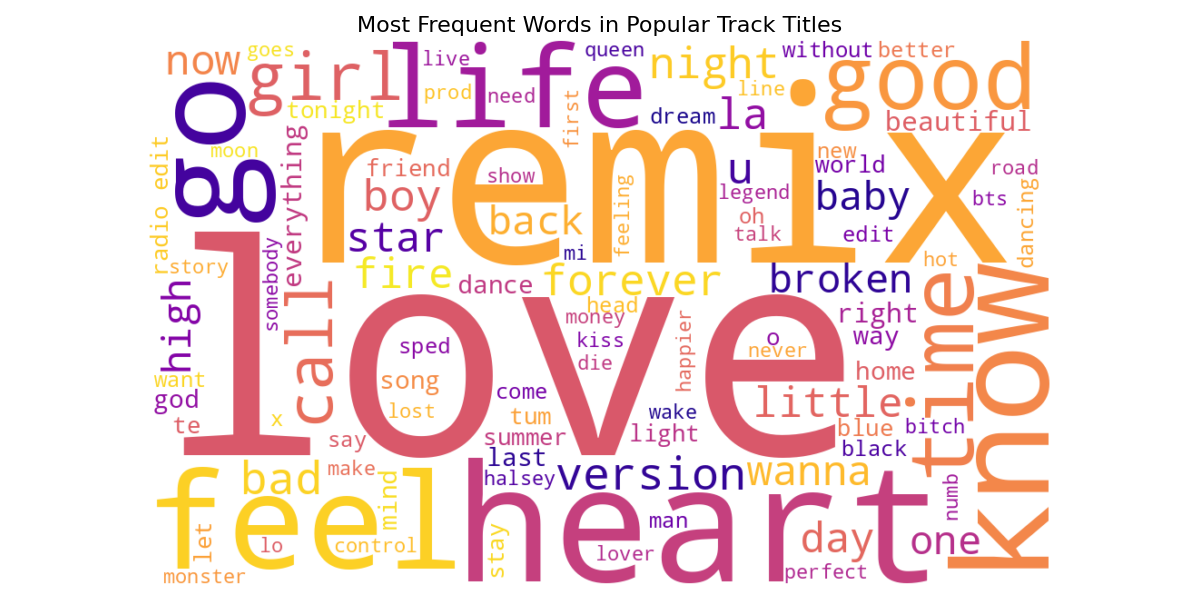 Most Frequent Words in Popular Track Titles
now
goes
girl
life
live
queen
night
without
better
good
tonight
prod
need
first
line
dream
la
beautiful
go
moon
radio edit
everything
remix
friend
boy
show
back
feeling
u
new
world
road
legend
baby
bts
oh
talk
edit
dancing
star
mi
story
somebody
fire
dance
forever
broken
hot
high
call
love
head
money
kiss
die
happier
o
never
right
way
time
know
sped
song
lost
come
tum
summer
wake
light
home
little
want
god
te
x
say
make
blue
black
bitch
feel
bad
mind
last
halsey
version
wanna
heart
numb
let
lo
control
stay
man
lover
day
one
monster
perfect